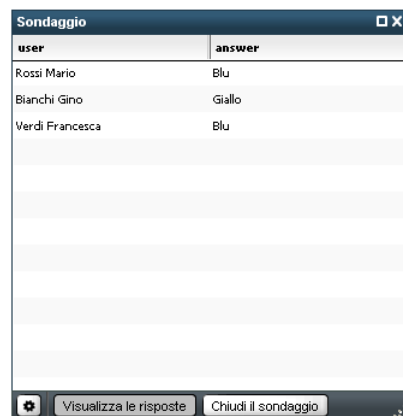 Sondaggio
user answer
Rossi Mario Blu
Bianchi Gino Giallo
Verdi Francesca Blu
Visualizza le risposte Chiudi il sondaggio